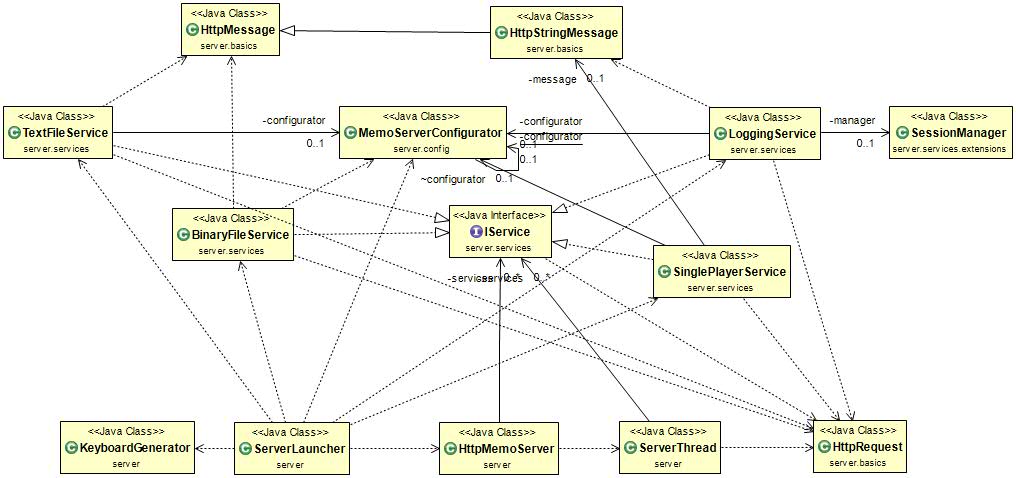 <<Java Class>>
HttpMessage
server.basics
<<Java Class>>
HttpStringMessage
server.basics
-message 0..1
<<Java Class>>
TextFileService
server.services
-configurator
0..1
<<Java Class>>
MemoServerConfigurator
server.config
-configurator
0..1
-configurator
0..1
~configurator 0..1
<<Java Class>>
LoggingService
server.services
-manager
0..1
<<Java Class>>
SessionManager
server.services.extensions
<<Java Class>>
BinaryFileService
server.services
<<Java Interface>>
IService
server.services
<<Java Class>>
SinglePlayerService
server.services
-services 0..*
-services 0..*
<<Java Class>>
KeyboardGenerator
server
<<Java Class>>
ServerLauncher
server
<<Java Class>>
HttpMemoServer
server
<<Java Class>>
ServerThread
server
<<Java Class>>
HttpRequest
server.basics